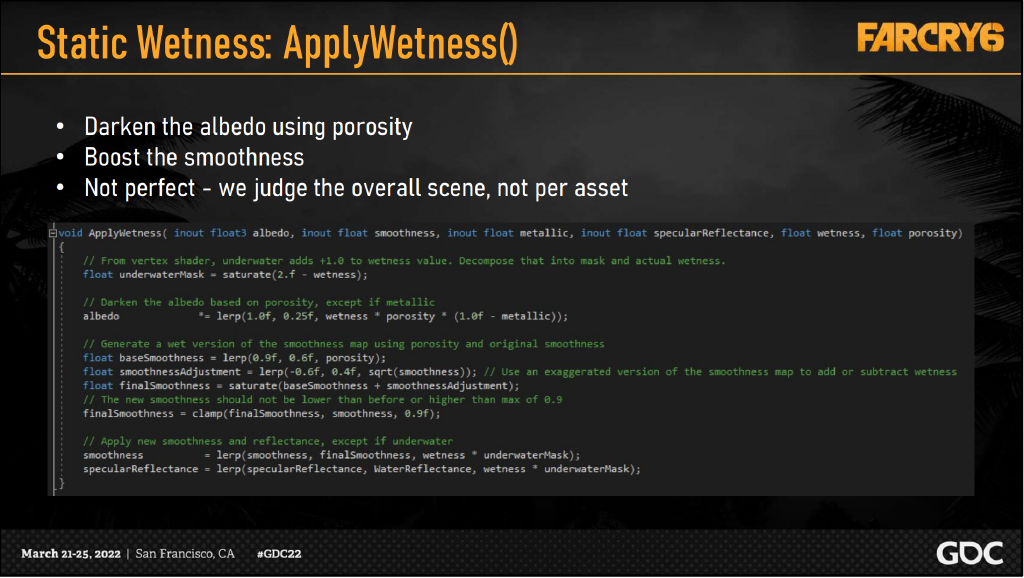 Static Wetness: ApplyWetness()
FARCRY6
• Darken the albedo using porosity
• Boost the smoothness
• Not perfect - we judge the overall scene, not per asset
void ApplyWetness( inout float3 albedo, inout float smoothness, inout float metallic, inout float specularReflectance, float wetness, float porosity)
{
// From vertex shader, underwater adds +1.0 to wetness value. Decompose that into mask and actual wetness.
float underwaterMask = saturate(2.f - wetness);
// Darken the albedo based on porosity, except if metallic
albedo *= lerp(1.0f, 0.25f, wetness * porosity * (1.0f - metallic));
// Generate a wet version of the smoothness map using porosity and original smoothness
float baseSmoothness = lerp(0.9f, 0.6f, porosity);
float smoothnessAdjustment = lerp(-0.6f, 0.4f, sqrt(smoothness)); // Use an exaggerated version of the smoothness map to add or subtract wetness
float finalSmoothness = saturate(baseSmoothness + smoothnessAdjustment);
// The new smoothness should not be lower than before or higher than max of 0.9
finalSmoothness = clamp(finalSmoothness, smoothness, 0.9f);
// Apply new smoothness and reflectance, except if underwater
smoothness = lerp(smoothness, finalSmoothness, wetness * underwaterMask);
specularReflectance = lerp(specularReflectance, WaterReflectance, wetness * underwaterMask);
}
March 21-25, 2022 | San Francisco, CA #GDC22
GDC